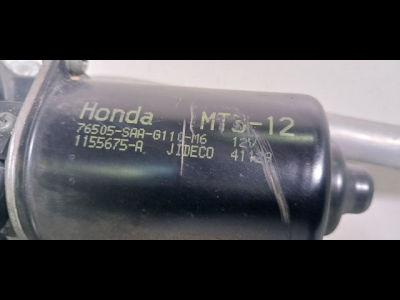 Honda MTS-12
76505-SAA-G110-M6 12V
1155675-A JIDECO